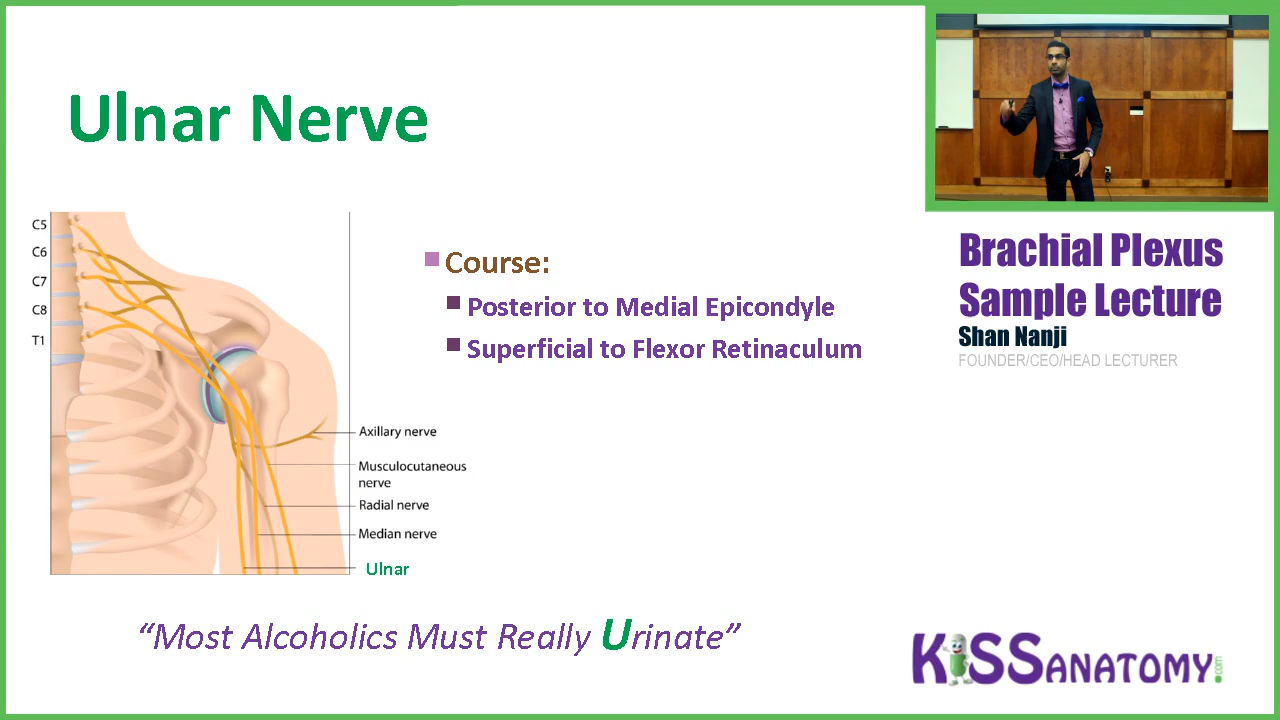 Ulnar Nerve
C5
C6
C7
C8
T1
Axillary nerve
Musculocutaneous
nerve
Radial nerve
Median nerve
Ulnar
Course:
Posterior to Medial Epicondyle
Superficial to Flexor Retinaculum
“Most Alcoholics Must Really Urinate”
Brachial Plexus
Sample Lecture
Shan Nanji
FOUNDER/CEO/HEAD LECTURER
KiSSANATOMY.com